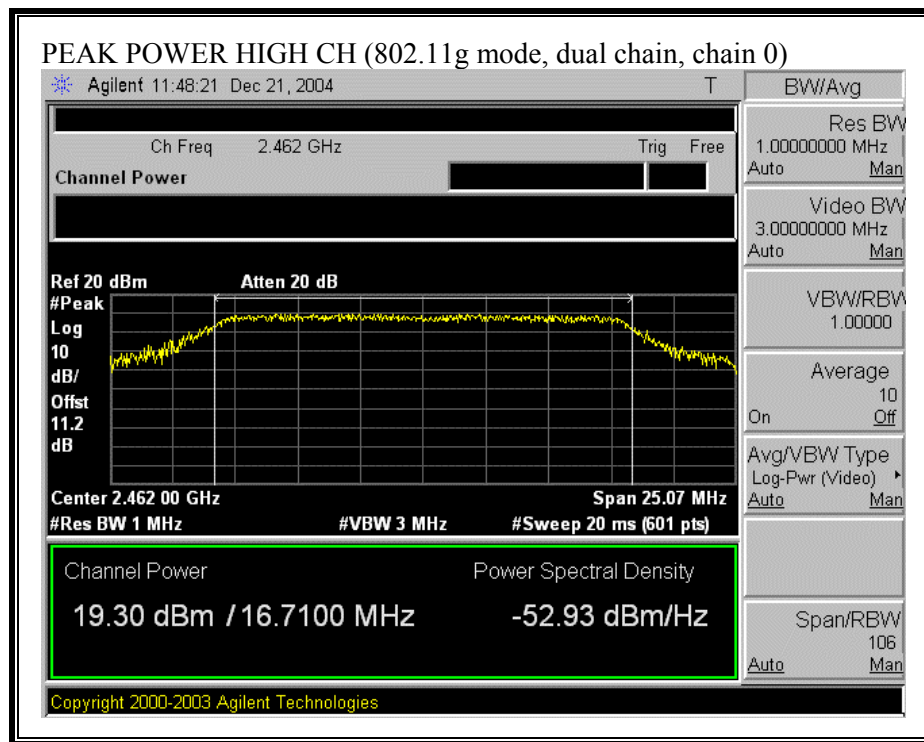 PEAK POWER HIGH CH (802.11g mode, dual chain, chain 0)
Agilent 11:48:21 Dec 21, 2004 T
BW/Avg
Ch Freq 2.462 GHz Trig Free
Channel Power
Res BW
1.00000000 MHz
Auto Man
Video BW
3.00000000 MHz
Auto Man
VBW/RBW
1.00000
Average
10
On Off
Avg/VBW Type
Log-Pwr (Video)
Auto Man
Span/RBW
106
Auto Man
Ref 20 dBm Atten 20 dB
#Peak
Log
10
dB/
Offst
11.2
dB
Center 2.462 00 GHz Span 25.07 MHz
#Res BW 1 MHz #VBW 3 MHz #Sweep 20 ms (601 pts)
Channel Power Power Spectral Density
19.30 dBm / 16.7100 MHz -52.93 dBm/Hz
Copyright 2000-2003 Agilent Technologies